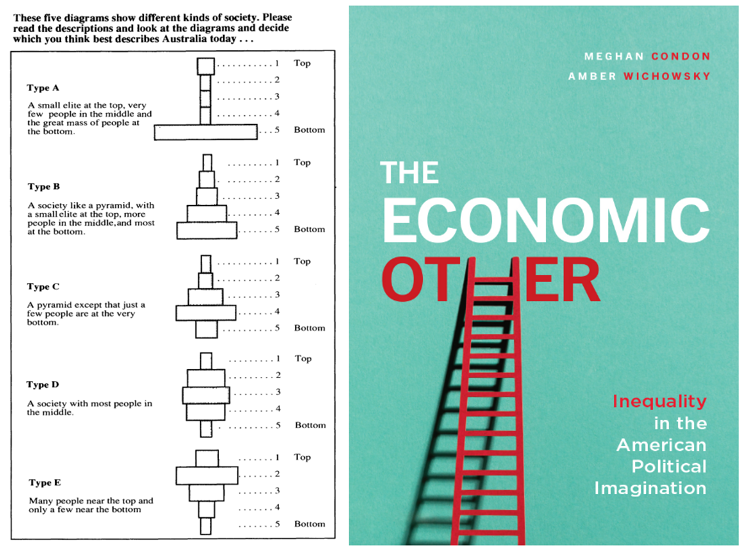 These five diagrams show different kinds of society. Please
read the descriptions and look at the diagrams and decide
which you think best describes Australia today . . .
Type A
A small elite at the top, very
few people in the middle and
the great mass of people at
the bottom.
1 Top
2
3
4
5 Bottom
Type B
A society like a pyramid, with
a small elite at the top, more
people in the middle,and most
at the bottom.
1 Top
2
3
4
5 Bottom
Type C
A pyramid except that just a
few people are at the very
bottom.
1 Top
2
3
4
5 Bottom
Type D
A society with most people in
the middle.
1 Top
2
3
4
5 Bottom
Type E
Many people near the top and
only a few near the bottom
1 Top
2
3
4
5 Bottom
MEGHAN CONDON
AMBER WICHOWSKY
THE
ECONOMIC
OTHER
Inequality
in the
American
Political
Imagination